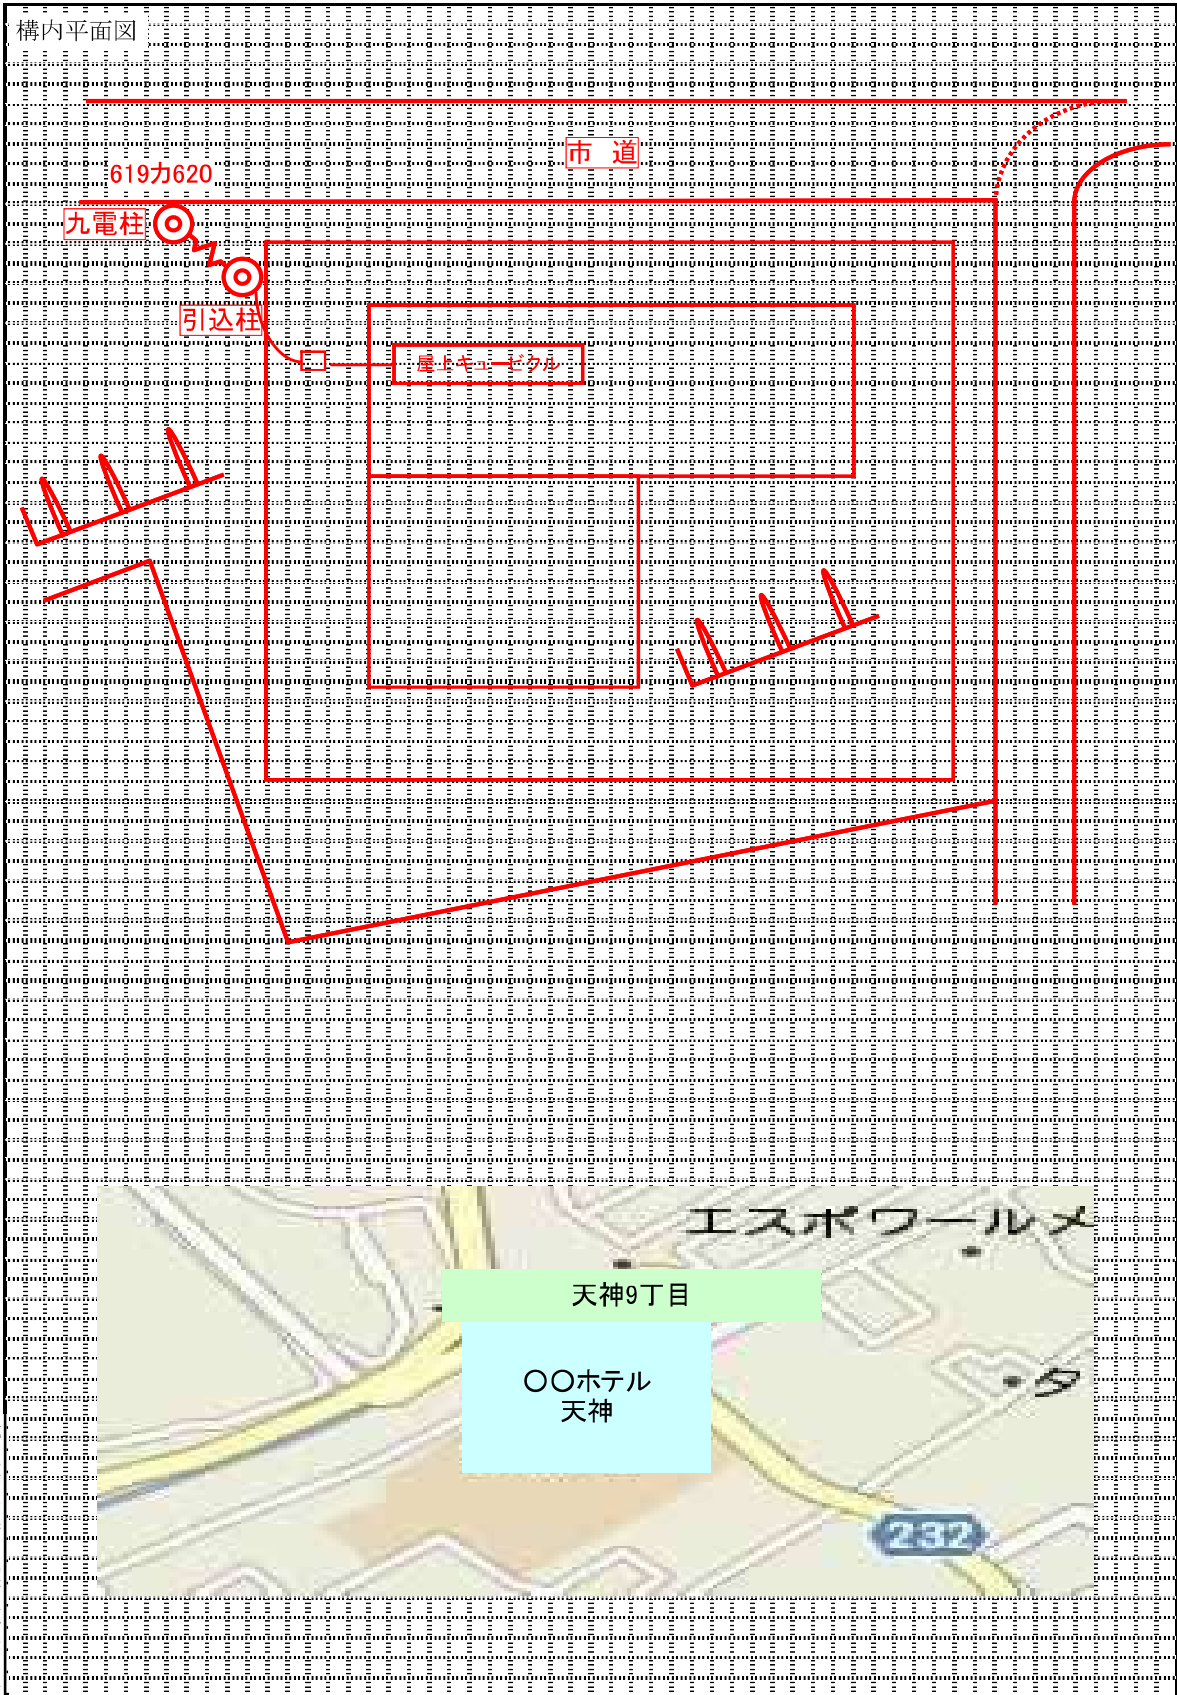 構内平面図
市 道
619力620
九電柱
引込柱
屋上キュービクル
エスポワールメ
天神9丁目
〇〇ホテル
天神
タ
232